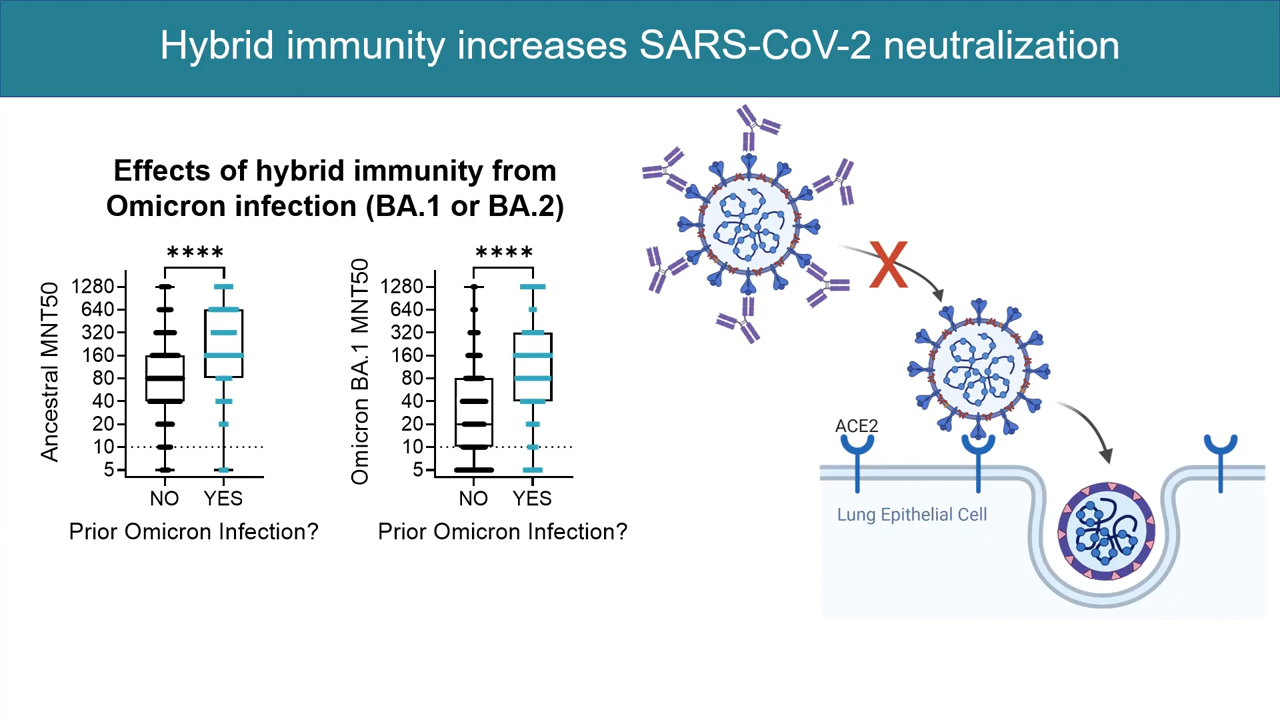 Hybrid immunity increases SARS-CoV-2 neutralization
Effects of hybrid immunity from
Omicron infection (BA.1 or BA.2)
****
Ancestral MNT50
1280
640
320
160
80
40
20
10
5
NO YES
Prior Omicron Infection?
****
Omicron BA.1 MNT50
1280
640
320
160
80
40
20
10
5
NO YES
Prior Omicron Infection?
X
ACE2
Lung Epithelial Cell